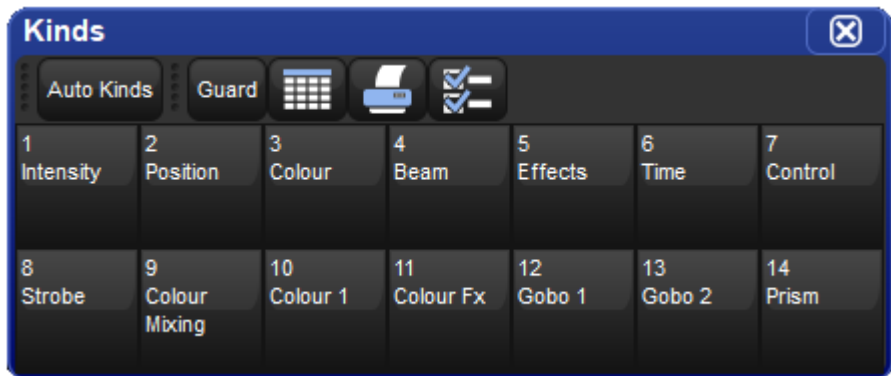 Kinds
Auto Kinds Guard
1 2 3 4 5 6 7
Intensity Position Colour Beam Effects Time Control
8 9 10 11 12 13 14
Strobe Colour Colour 1 Colour Fx Gobo 1 Gobo 2 Prism
Mixing